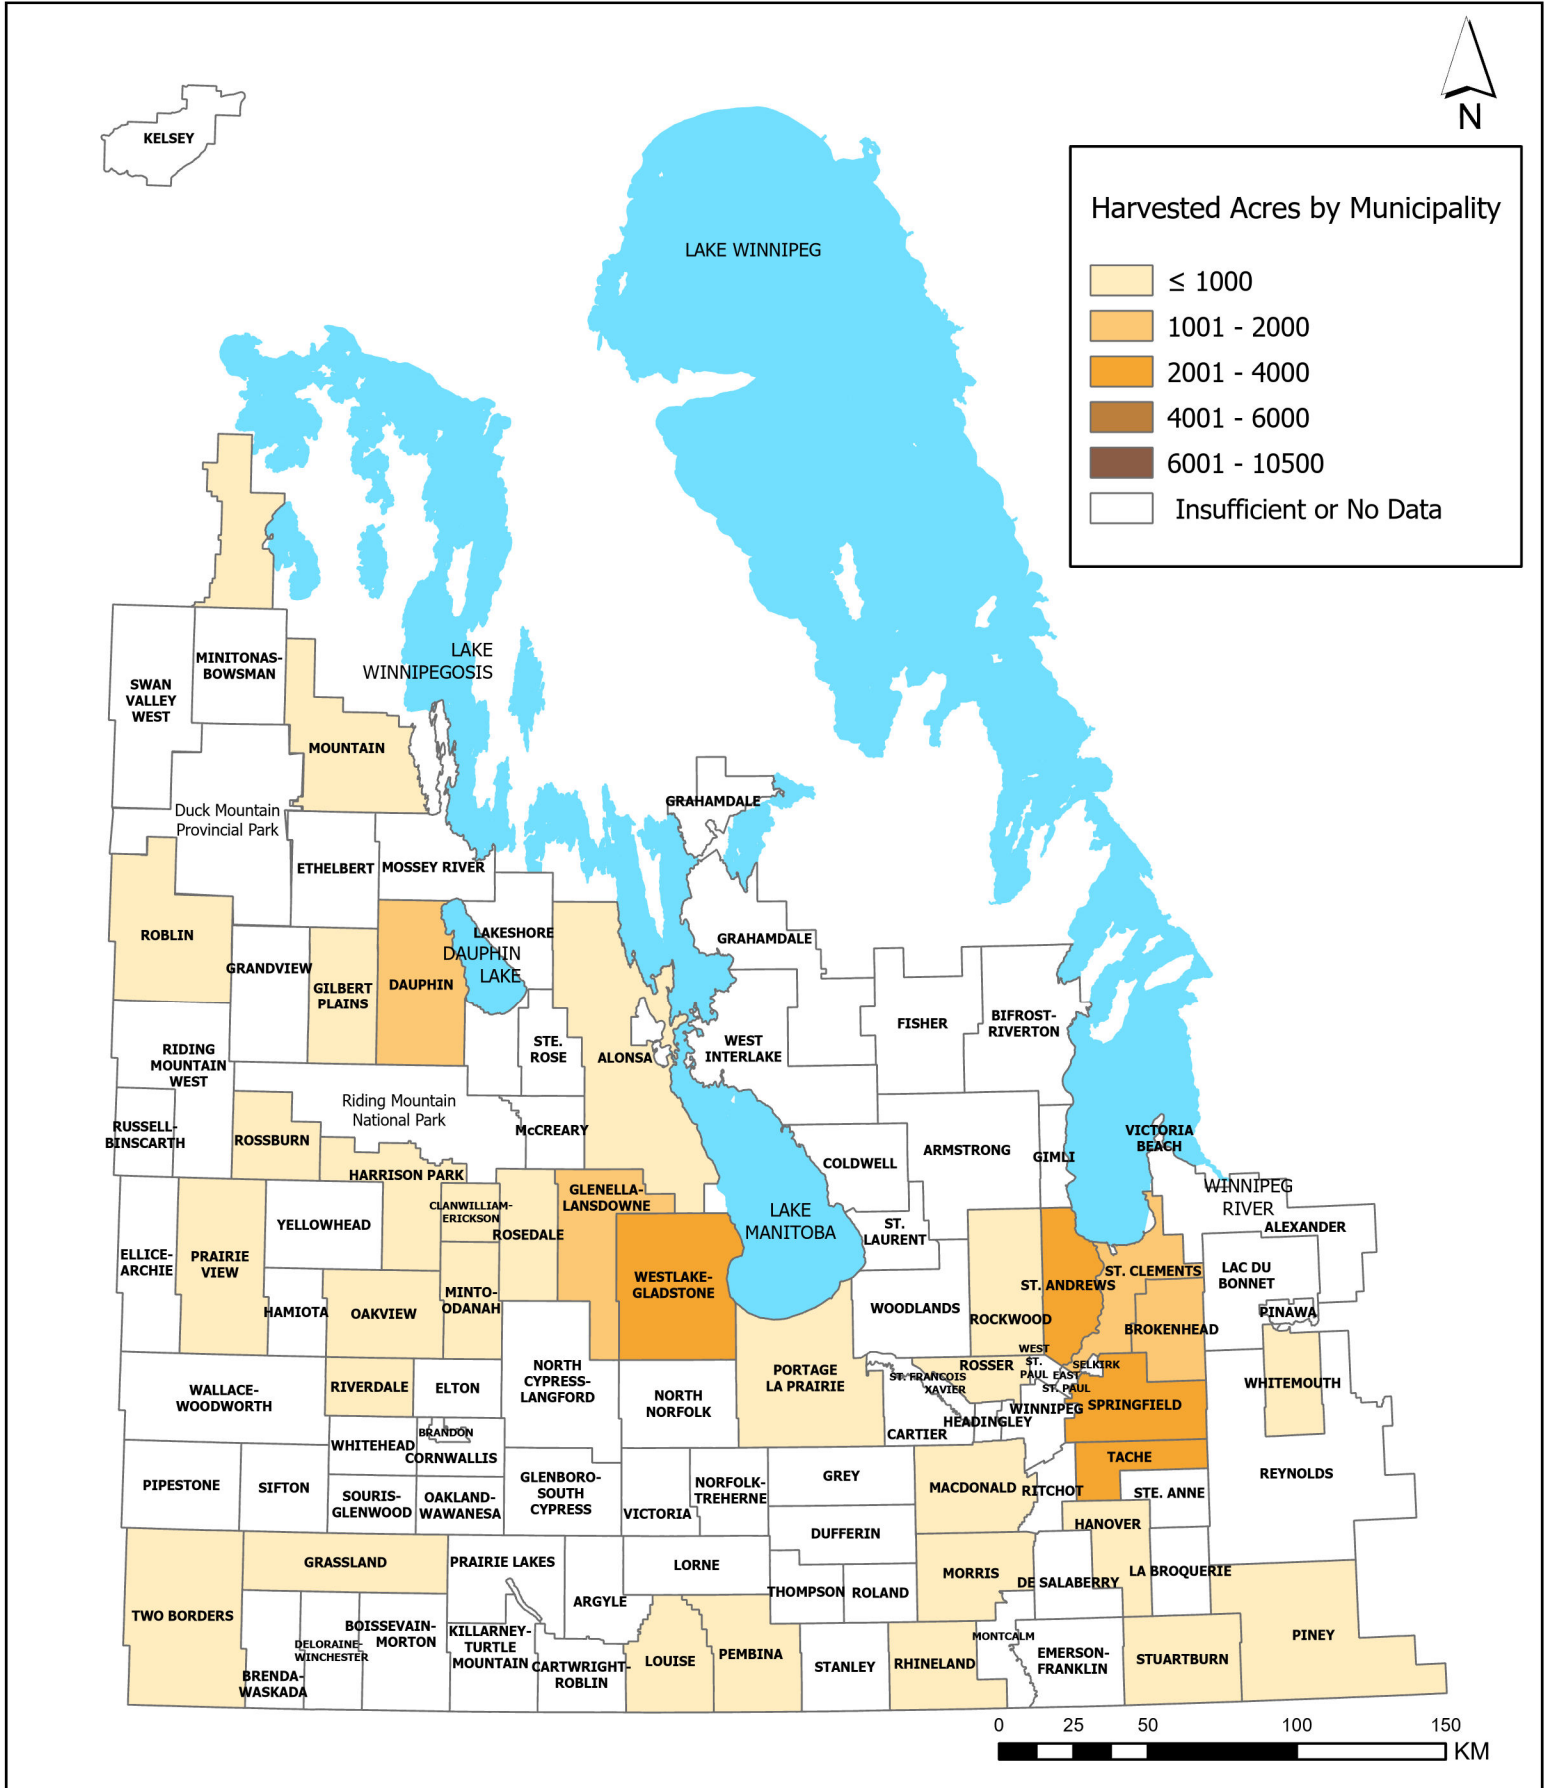 N
KELSEY
Harvested Acres by Municipality
≤ 1000
1001 - 2000
2001 - 4000
4001 - 6000
6001 - 10500
Insufficient or No Data
LAKE WINNIPEG
LAKE
WINNIPEGOSIS
MINITONAS-
BOWSMAN
SWAN
VALLEY
WEST
MOUNTAIN
Duck Mountain
Provincial Park
GRAHAMDALE
ETHELBERT
MOSSEY RIVER
ROBLIN
LAKESHORE
GRAHAMDALE
DAUPHIN
LAKE
GRANDVIEW
GILBERT
PLAINS
DAUPHIN
FISHER
BIFROST-
RIVERTON
RIDING
MOUNTAIN
WEST
STE.
ROSE
ALONSA
WEST
INTERLAKE
Riding Mountain
National Park
RUSSELL-
BINSCARTH
ROSSBURN
McCREARY
VICTORIA
BEACH
ARMSTRONG
GIMLI
COLDWELL
HARRISON PARK
GLENELLA-
LANSDOWNE
WINNIPEG
RIVER
CLANWILLIAM-
ERICKSON
YELLOWHEAD
ROSEDALE
LAKE
MANITOBA
ST.
LAURENT
ALEXANDER
ELLICE-
ARCHIE
PRAIRIE
VIEW
WESTLAKE-
GLADSTONE
ST. ANDREWS
ST. CLEMENTS
LAC DU
BONNET
HAMIOTA
OAKVIEW
MINTO-
ODANAH
WOODLANDS
ROCKWOOD
BROKENHEAD
PINAWA
NORTH
CYPRESS-
LANGFORD
PORTAGE
LA PRAIRIE
ROSSER
WEST
ST.
PAUL
EAST
ST. PAUL
SELKIRK
ST. FRANCOIS
XAVIER
WHITEMOUTH
WALLACE-
WOODWORTH
RIVERDALE
ELTON
NORTH
NORFOLK
WINNIPEG
SPRINGFIELD
HEADINGLEY
CARTIER
WHITEHEAD
BRANDON
CORNWALLIS
TACHE
REYNOLDS
PIPESTONE
SIFTON
GLENBORO-
SOUTH
CYPRESS
NORFOLK-
TREHERNE
GREY
MACDONALD
RITCHOT
STE. ANNE
SOURIS-
GLENWOOD
OAKLAND-
WAWANESA
VICTORIA
DUFFERIN
HANOVER
GRASSLAND
PRAIRIE LAKES
LORNE
MORRIS
DE SALABERRY
LA BROQUERIE
THOMPSON
ROLAND
TWO BORDERS
ARGYLE
BOISSEVAIN-
MORTON
DELORAINE-
WINCHESTER
KILLARNEY-
TURTLE
MOUNTAIN
MONTCALM
PINEY
BRENDA-
WASKADA
CARTWRIGHT-
ROBLIN
LOUISE
PEMBINA
STANLEY
RHINELAND
EMERSON-
FRANKLIN
STUARTBURN
0 25 50 100 150
KM